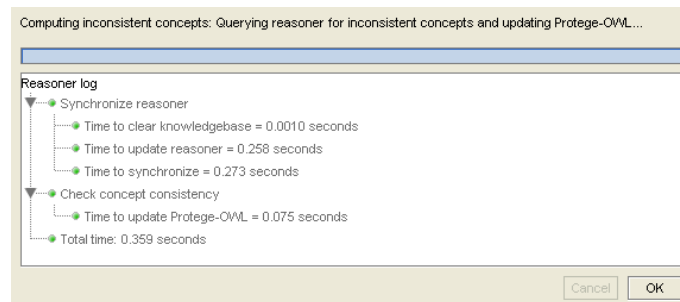 Computing inconsistent concepts: Querying reasoner for inconsistent concepts and updating Protege-OWL...
Reasoner log
Synchronize reasoner
Time to clear knowledgebase = 0.0010 seconds
Time to update reasoner = 0.258 seconds
Time to synchronize = 0.273 seconds
Check concept consistency
Time to update Protege-OWL = 0.075 seconds
Total time: 0.359 seconds
Cancel OK